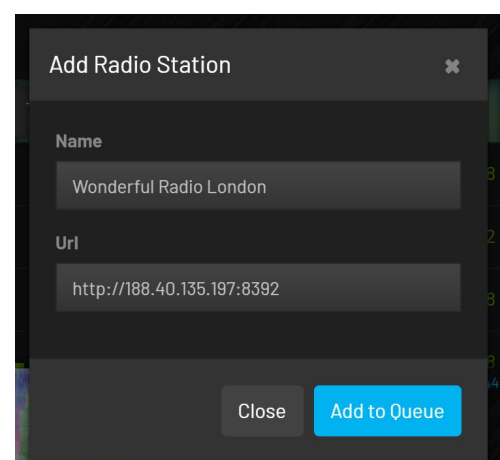 Add Radio Station ✖
Name
Wonderful Radio London
Url
http://188.40.135.197:8392
Close Add to Queue